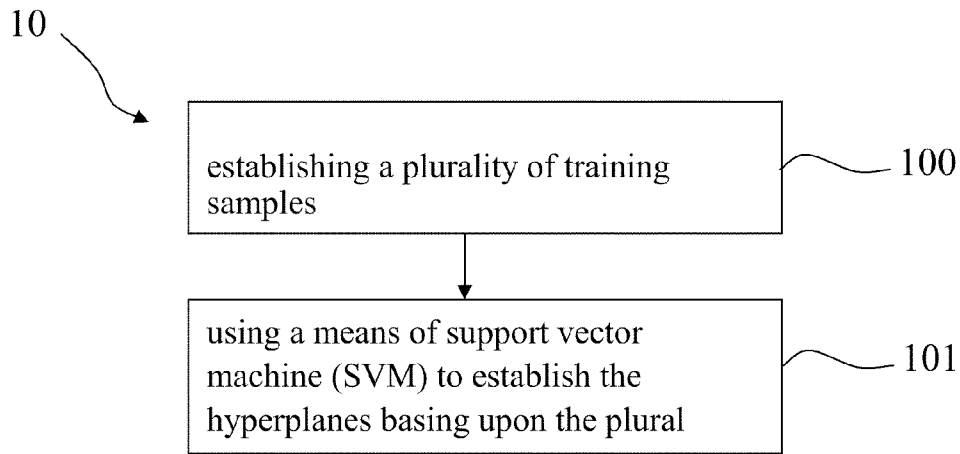 10
establishing a plurality of training
samples
100
using a means of support vector
machine (SVM) to establish the
hyperplanes basing upon the plural
101